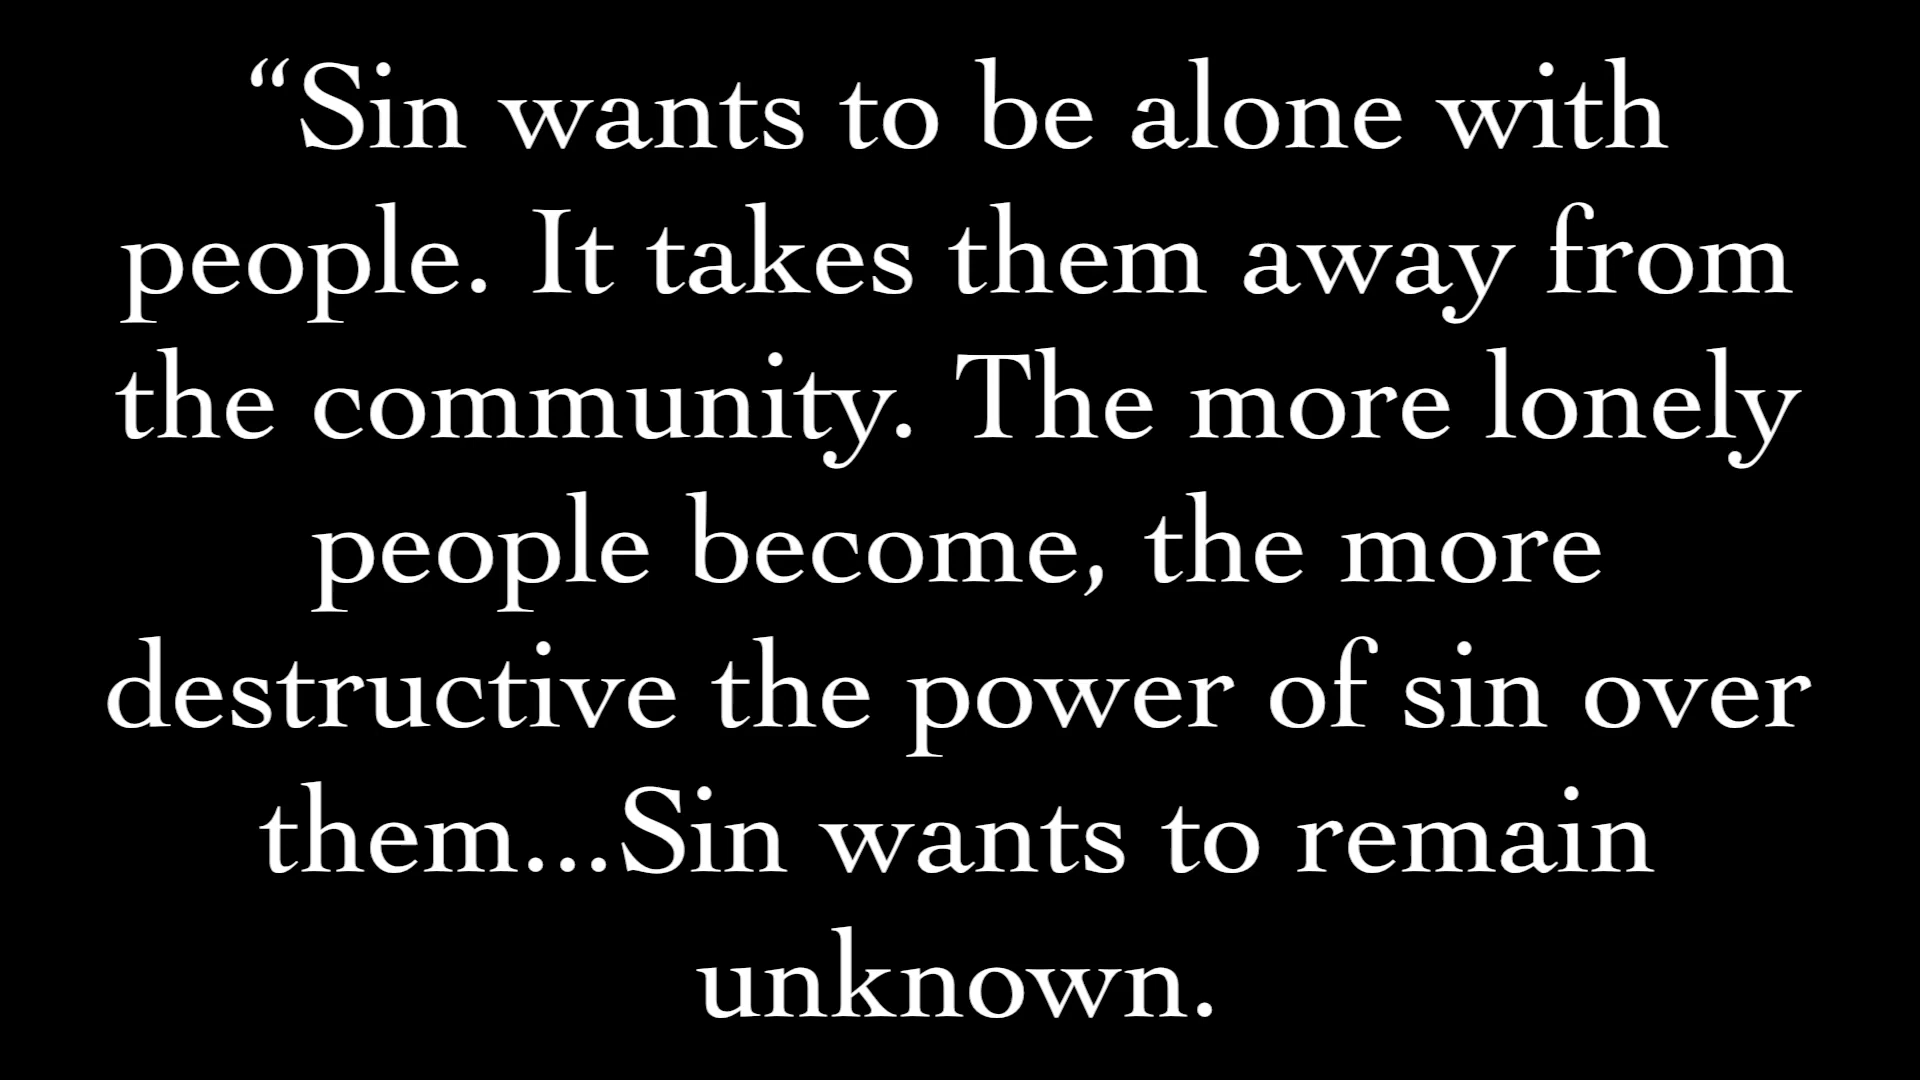 “Sin wants to be alone with
people. It takes them away from
the community. The more lonely
people become, the more
destructive the power of sin over
them...Sin wants to remain
unknown.